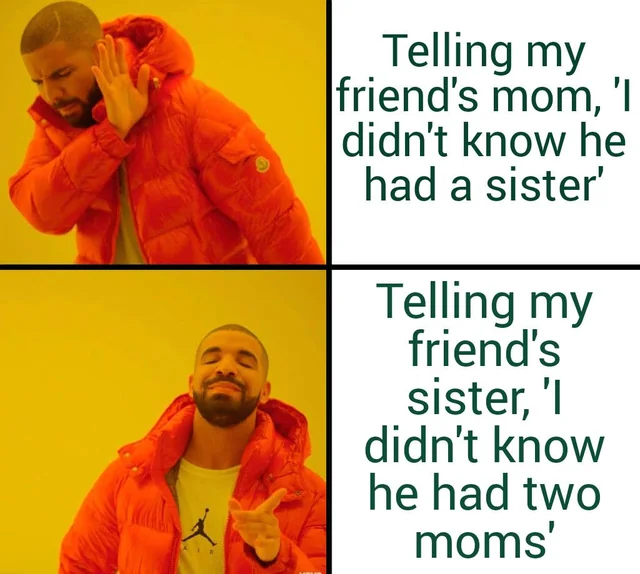 Telling my
friend's mom, 'I
didn't know he
had a sister'
Telling my
friend's
sister, 'I
didn't know
he had two
moms'
AIR